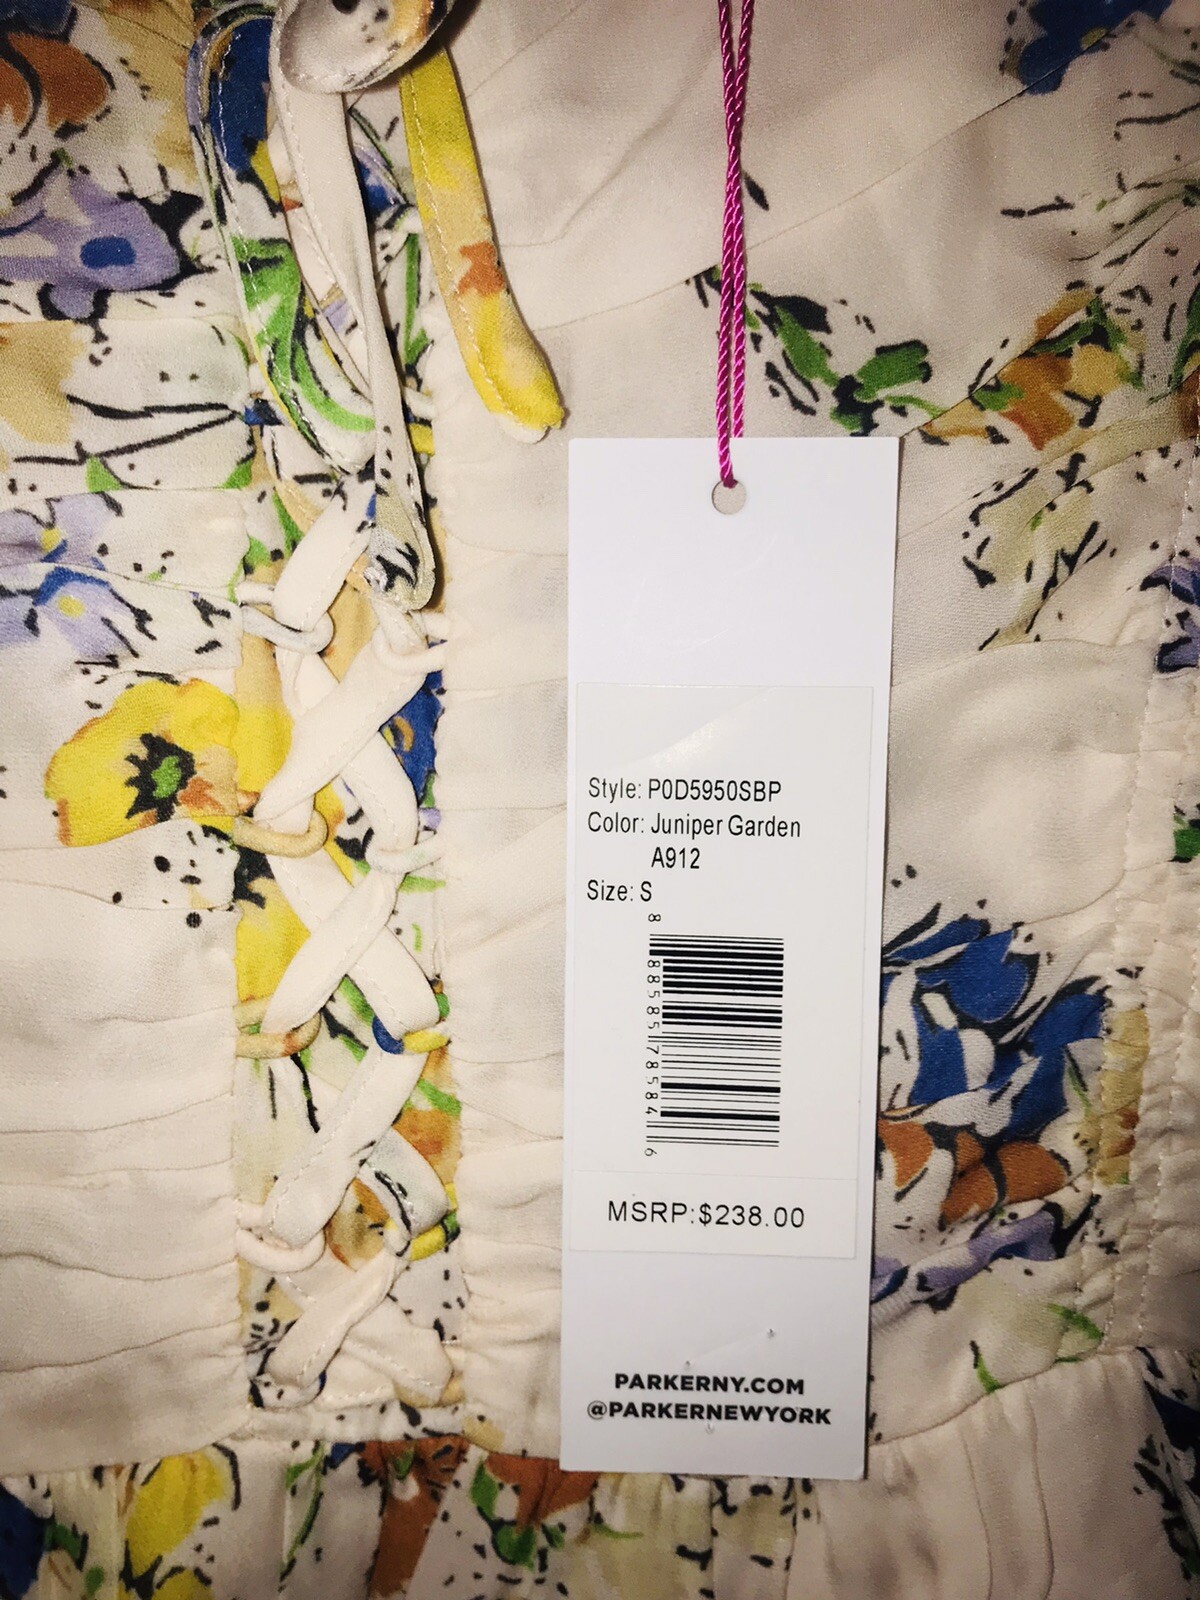 Style: P0D5950SBP
Color: Juniper Garden
A912
Size: S
8 88585 78584 6
MSRP:$238.00
PARKERNY.COM
@PARKERNEWYORK